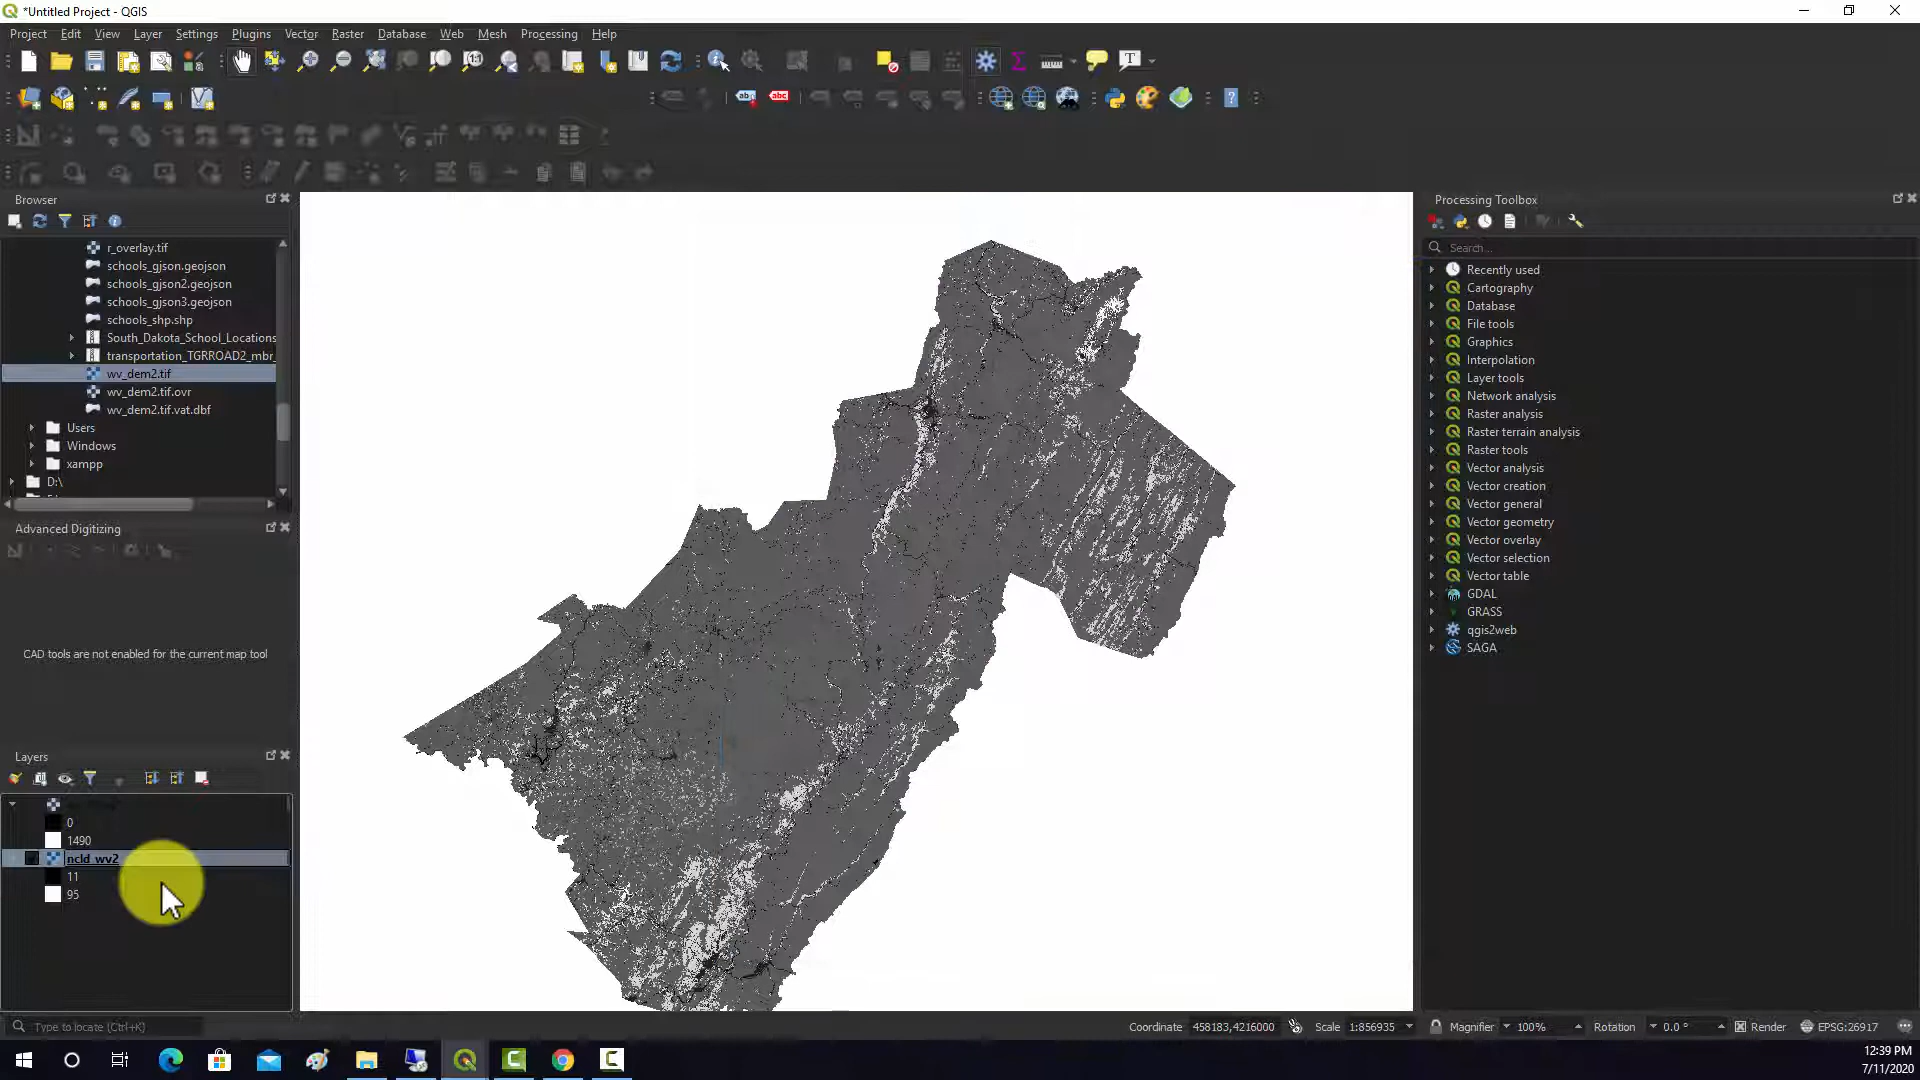 *Untitled Project - QGIS
Project Edit View Layer Settings Plugins Vector Raster Database Web Mesh Processing Help
Browser
r_overlay.tif
schools_gjson.geojson
schools_gjson2.geojson
schools_gjson3.geojson
schools_shp.shp
South_Dakota_School_Locations
transportation_TGRROAD2_mbr_
wv_dem2.tif
wv_dem2.tif.ovr
wv_dem2.tif.vat.dbf
Users
Windows
xampp
D:\
Advanced Digitizing
CAD tools are not enabled for the current map tool
Layers
0
1490
ncld_wv2
11
95
Type to locate (Ctrl+K)
Processing Toolbox
Search...
Recently used
Cartography
Database
File tools
Graphics
Interpolation
Layer tools
Network analysis
Raster analysis
Raster terrain analysis
Raster tools
Vector analysis
Vector creation
Vector general
Vector geometry
Vector overlay
Vector selection
Vector table
GDAL
GRASS
qgis2web
SAGA
Coordinate 458183,4216000 Scale 1:856935 Magnifier 100% Rotation 0.0 ° Render EPSG:26917
12:39 PM
7/11/2020